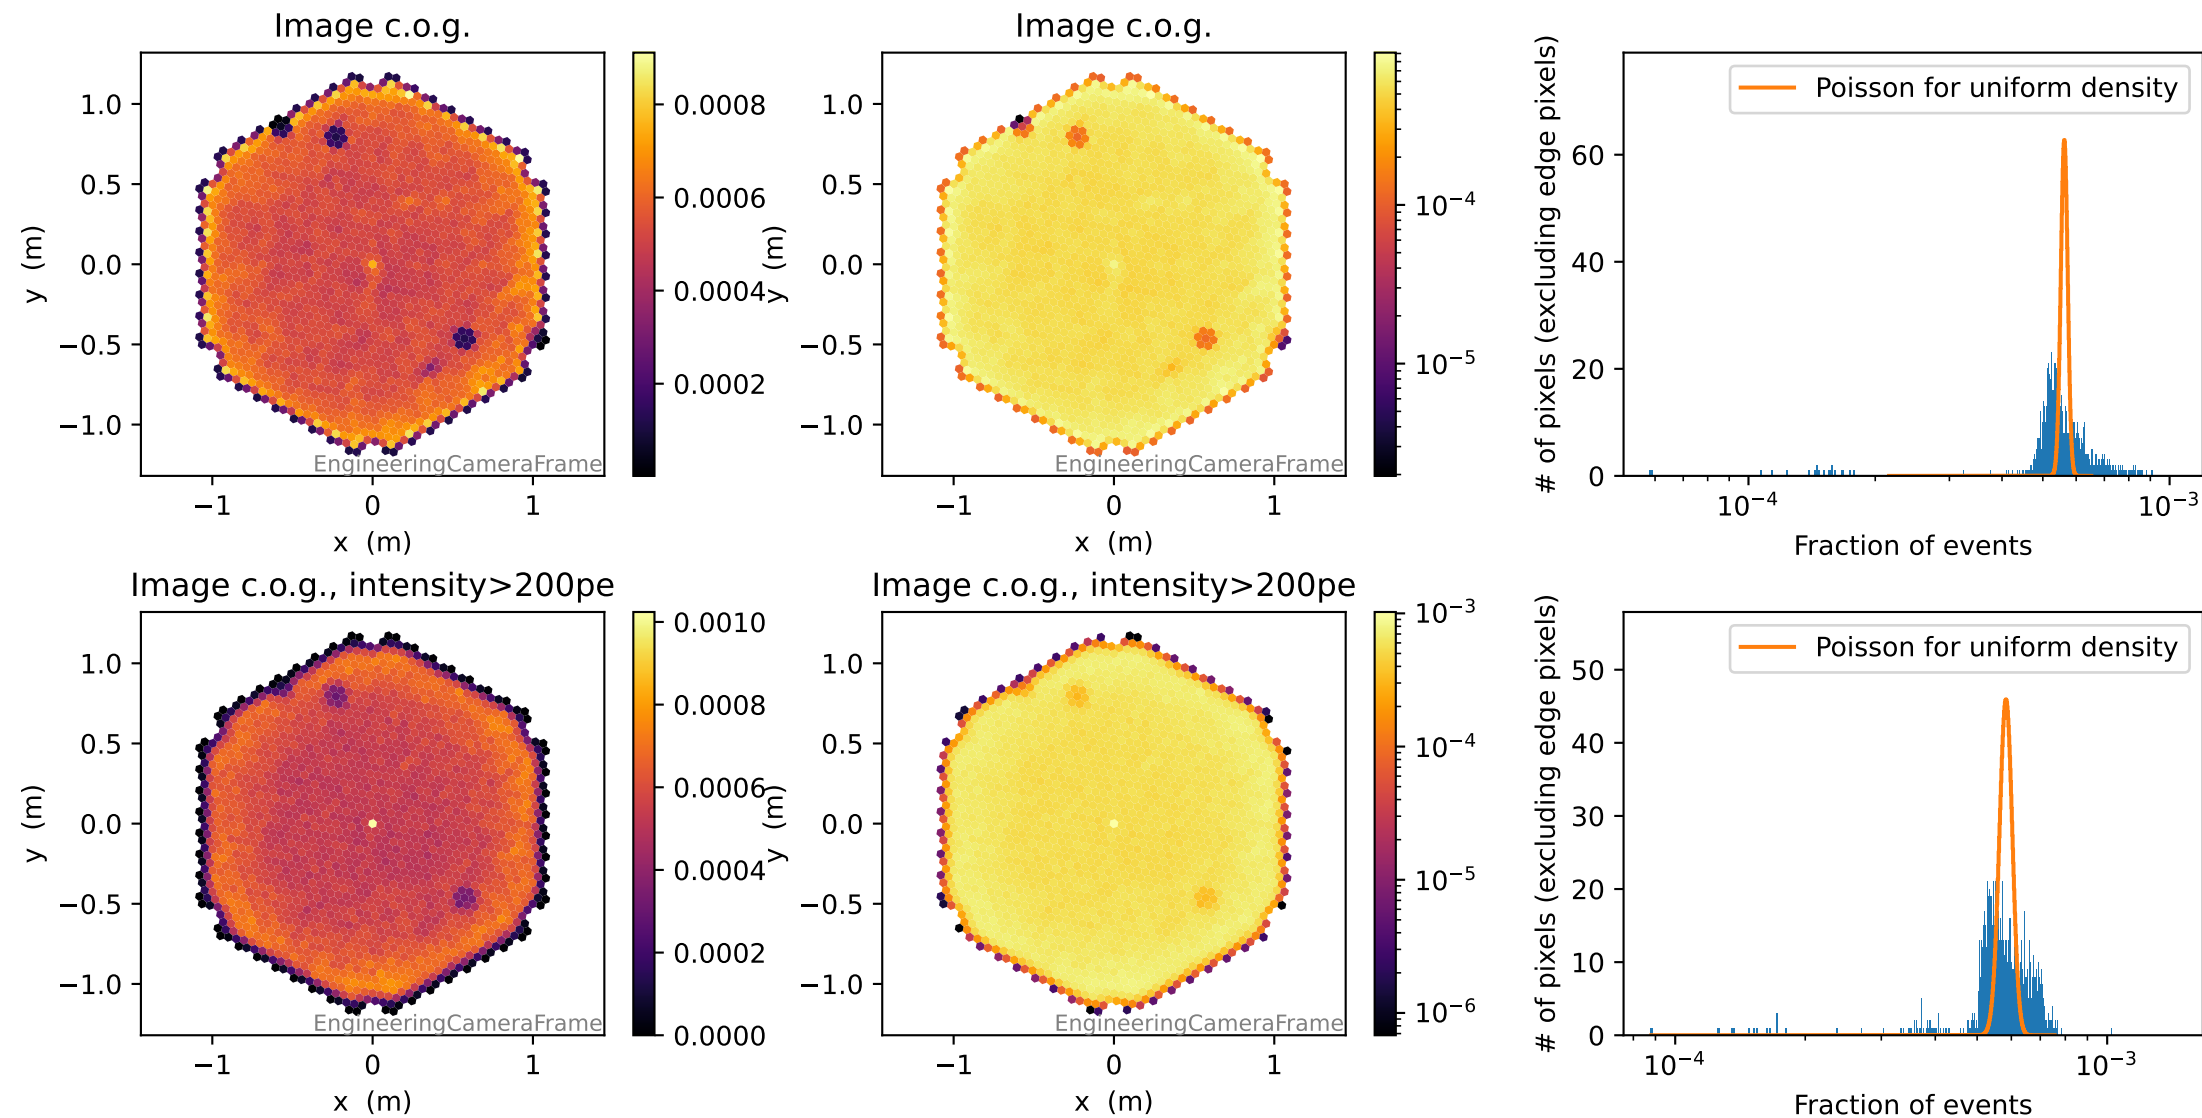 Image c.o.g.
1.0
0.5
0.0
−0.5
−1.0
y (m)
−1
0
1
x (m)
EngineeringCameraFrame
0.0008
0.0006
0.0004
0.0002
Image c.o.g.
1.0
0.5
0.0
−0.5
−1.0
y (m)
−1
0
1
x (m)
EngineeringCameraFrame
10⁻⁴
10⁻⁵
Poisson for uniform density
# of pixels (excluding edge pixels)
60
40
20
0
10⁻⁴
10⁻³
Fraction of events
Image c.o.g., intensity>200pe
1.0
0.5
0.0
−0.5
−1.0
y (m)
−1
0
1
x (m)
EngineeringCameraFrame
0.0010
0.0008
0.0006
0.0004
0.0002
0.0000
Image c.o.g., intensity>200pe
1.0
0.5
0.0
−0.5
−1.0
y (m)
−1
0
1
x (m)
EngineeringCameraFrame
10⁻³
10⁻⁴
10⁻⁵
10⁻⁶
Poisson for uniform density
# of pixels (excluding edge pixels)
50
40
30
20
10
0
10⁻⁴
10⁻³
Fraction of events